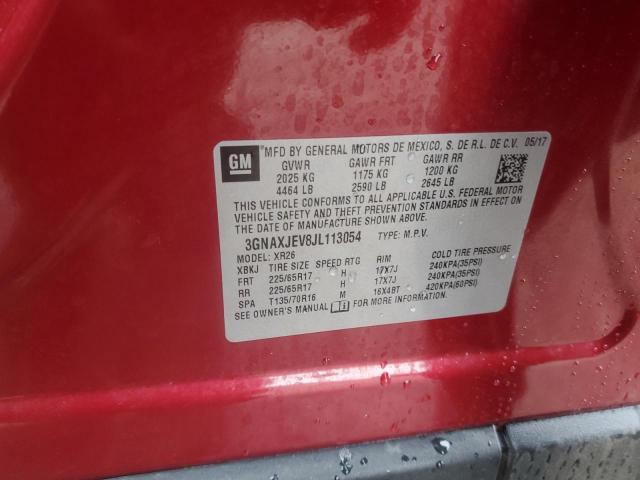 GM
MFD BY GENERAL MOTORS DE MEXICO, S. DE R.L. DE C.V. 05/17
GVWR GAWR FRT GAWR RR
2025 KG 1175 KG 1200 KG
4464 LB 2590 LB 2645 LB
THIS VEHICLE CONFORMS TO ALL APPLICABLE U.S. FEDERAL MOTOR
VEHICLE SAFETY AND THEFT PREVENTION STANDARDS IN EFFECT ON
THE DATE OF MANUFACTURE SHOWN ABOVE.
3GNAXJEV8JL113054 TYPE: M.P.V.
MODEL: XR26
XBKJ TIRE SIZE SPEED RTG RIM COLD TIRE PRESSURE
FRT 225/65R17 H 17X7J 240KPA(35PSI)
RR 225/65R17 H 17X7J 240KPA(35PSI)
SPA T135/70R16 M 16X4BT 420KPA(60PSI)
SEE OWNER'S MANUAL FOR MORE INFORMATION.